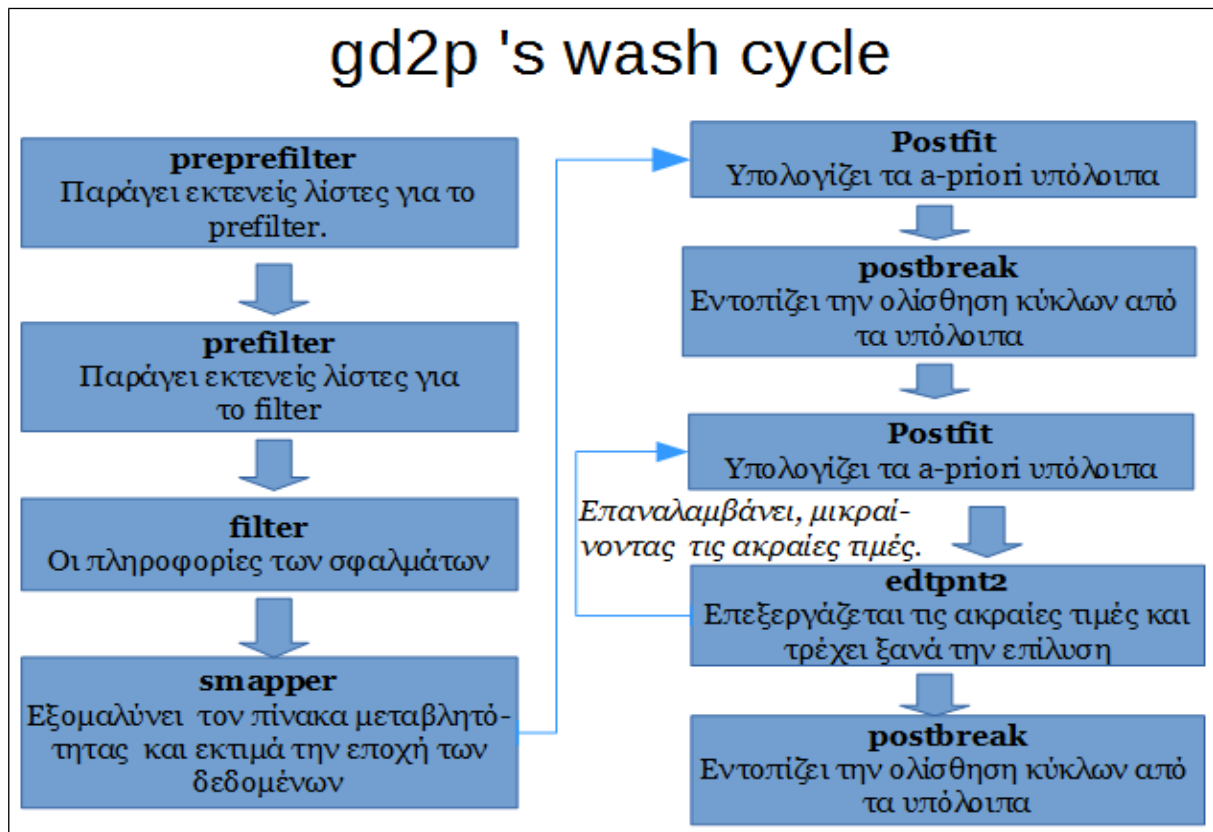 gd2p 's wash cycle
preprefilter
Παράγει εκτενείς λίστες για το
prefilter.
prefilter
Παράγει εκτενείς λίστες για
το filter
filter
Οι πληροφορίες των σφαλμάτων
smapper
Εξομαλύνει τον πίνακα μεταβλητό-
τητας και εκτιμά την εποχή των
δεδομένων
Postfit
Υπολογίζει τα a-priori υπόλοιπα
postbreak
Εντοπίζει την ολίσθηση κύκλων από
τα υπόλοιπα
Postfit
Υπολογίζει τα a-priori υπόλοιπα
Επαναλαμβάνει, μικραί-
νοντας τις ακραίες τιμές.
edtpnt2
Επεξεργάζεται τις ακραίες τιμές και
τρέχει ξανά την επίλυση
postbreak
Εντοπίζει την ολίσθηση κύκλων από
τα υπόλοιπα